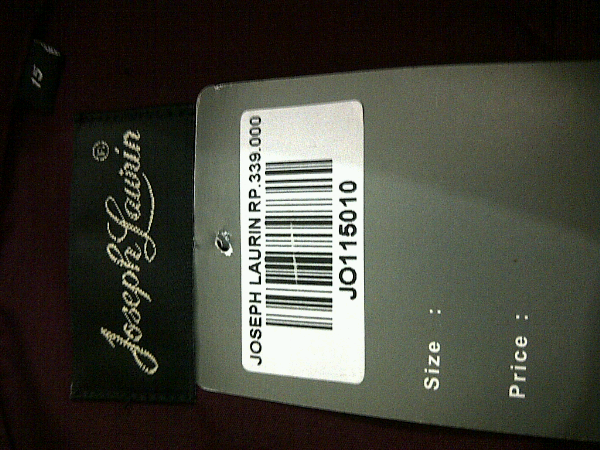 15
Joseph Laurin ®
JOSEPH LAURIN RP.339.000
JO115010
Size :
Price :